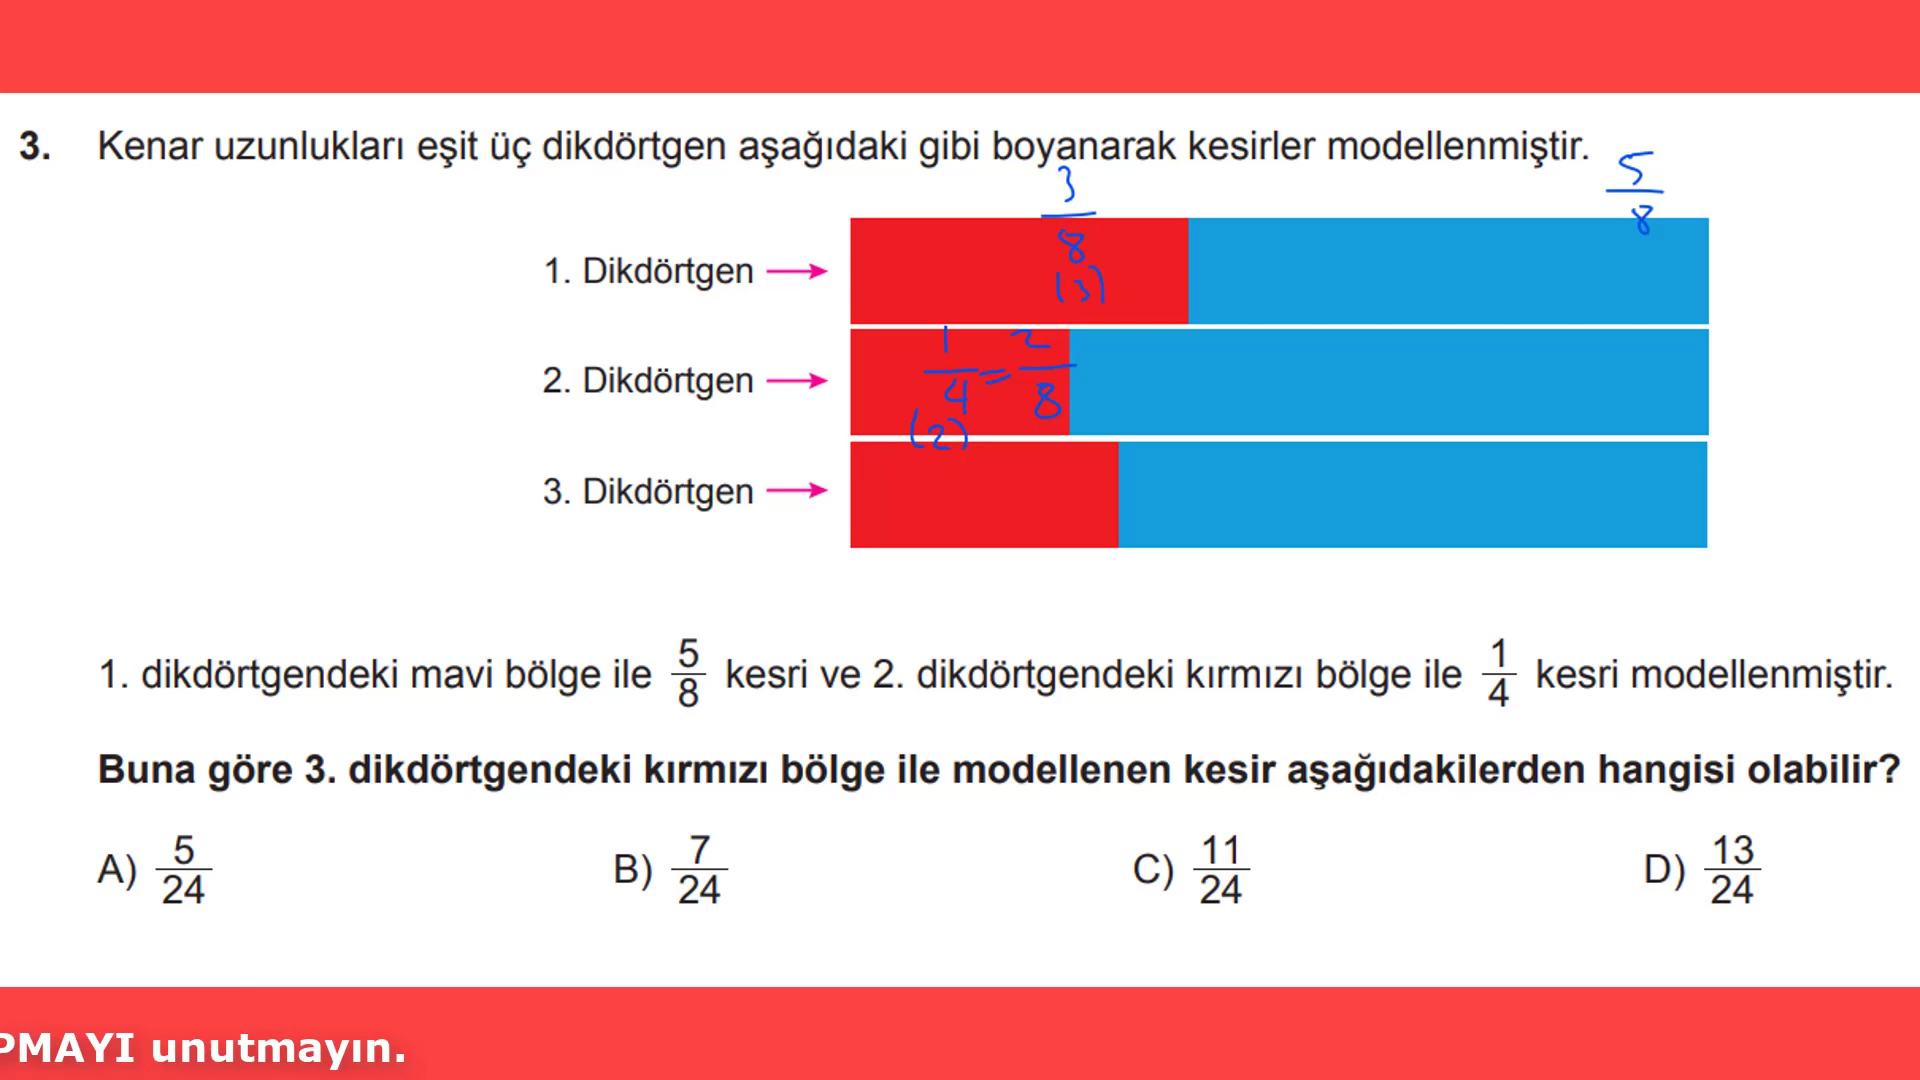 3. Kenar uzunlukları eşit üç dikdörtgen aşağıdaki gibi boyanarak kesirler modellenmiştir.
3/8
(3)
5/8
1. Dikdörtgen
1/4 = 2/8
(2)
2. Dikdörtgen
3. Dikdörtgen
1. dikdörtgendeki mavi bölge ile 5/8 kesri ve 2. dikdörtgendeki kırmızı bölge ile 1/4 kesri modellenmiştir.
Buna göre 3. dikdörtgendeki kırmızı bölge ile modellenen kesir aşağıdakilerden hangisi olabilir?
A) 5/24 B) 7/24 C) 11/24 D) 13/24
PMAYI unutmayın.